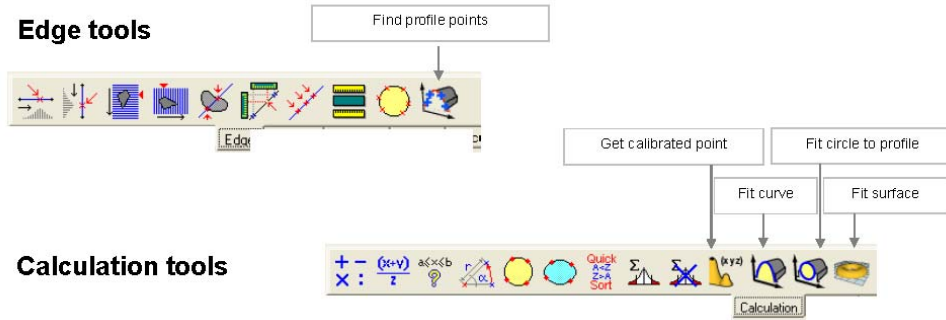 Find profile points
Edge tools
Edge
Get calibrated point
Fit circle to profile
Fit curve
Fit surface
Calculation tools
+ − × :
(x+y)/z
a≤x≤b
?
r α
Quick
A<Z
Z>A
Sort
Σ
Σ
(xyz)
Calculation